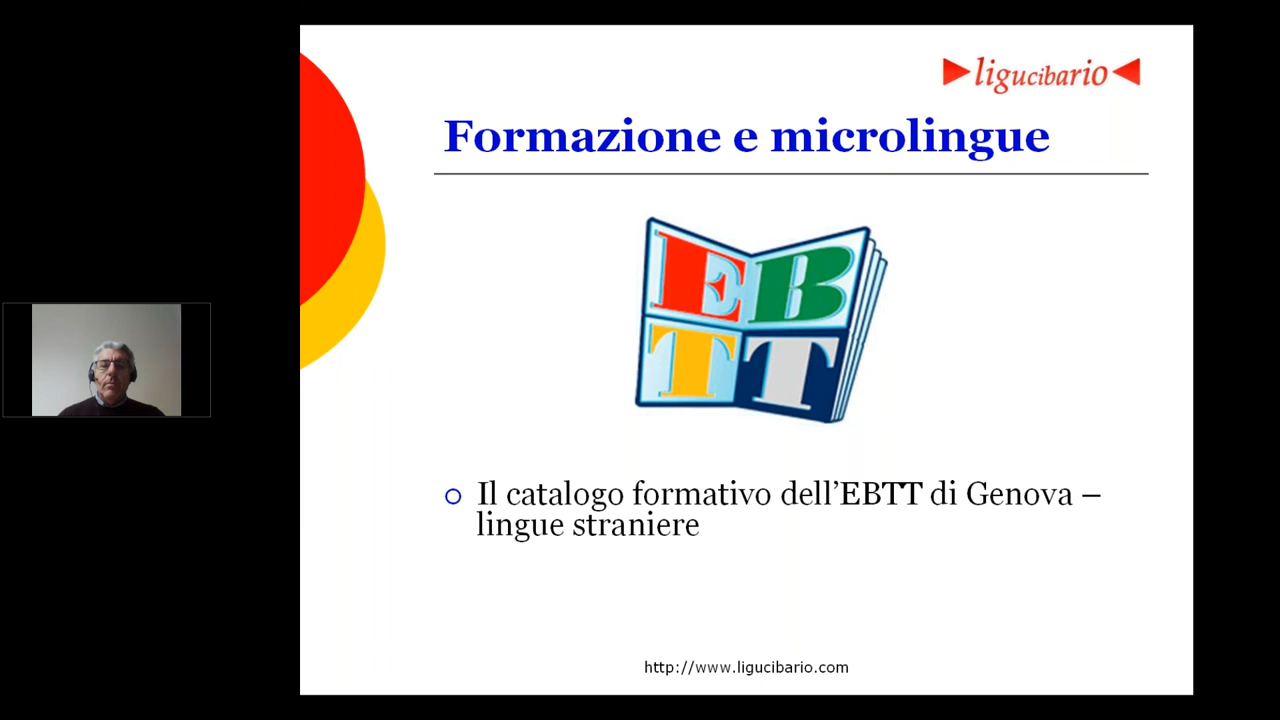 ligucibario
Formazione e microlingue
EB
TT
Il catalogo formativo dell’EBTT di Genova –
lingue straniere
http://www.ligucibario.com